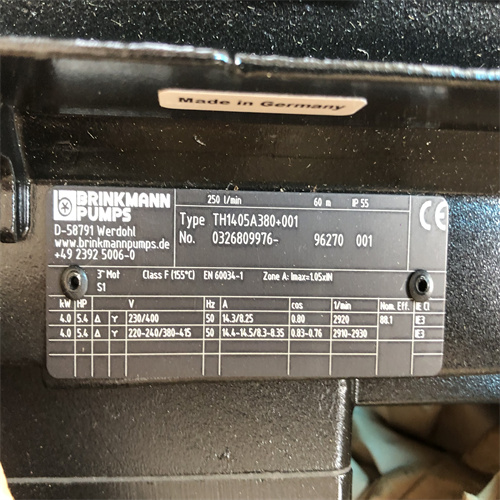 Made in Germany
BRINKMANN
PUMPS
D-58791 Werdohl
www.brinkmannpumps.de
+49 2392 5006-0
250 l/min 60 m IP 55
Type TH1405A380+001
No. 0326809976- 96270 001
CE
3~ Mot Class F (155°C) EN 60034-1 Zone A: Imax=1.05xIN
S1
kW HP V Hz A cos 1/min Nom. Eff. IE Cl
4.0 5.4 Δ Y 230/400 50 14.3/8.25 0.80 2920 88.1 IE3
4.0 5.4 Δ Y 220-240/380-415 50 14.4-14.5/8.3-8.35 0.83-0.76 2910-2930 IE3